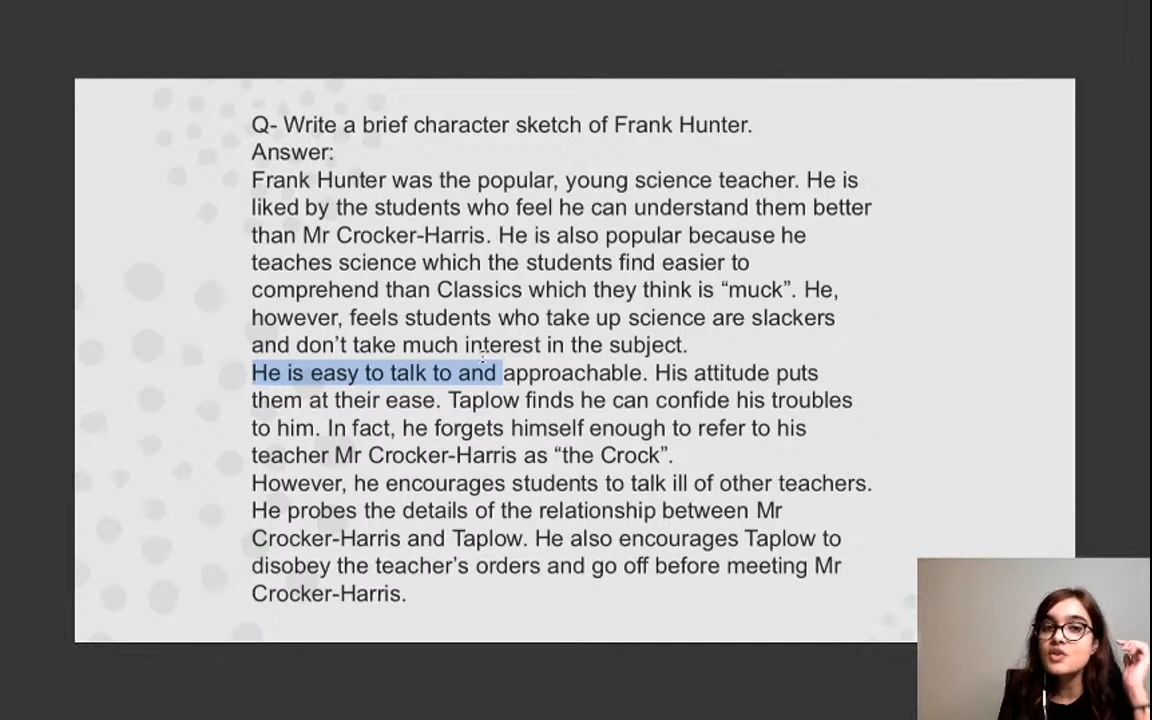 Q- Write a brief character sketch of Frank Hunter.
Answer:
Frank Hunter was the popular, young science teacher. He is
liked by the students who feel he can understand them better
than Mr Crocker-Harris. He is also popular because he
teaches science which the students find easier to
comprehend than Classics which they think is “muck”. He,
however, feels students who take up science are slackers
and don’t take much interest in the subject.
He is easy to talk to and approachable. His attitude puts
them at their ease. Taplow finds he can confide his troubles
to him. In fact, he forgets himself enough to refer to his
teacher Mr Crocker-Harris as “the Crock”.
However, he encourages students to talk ill of other teachers.
He probes the details of the relationship between Mr
Crocker-Harris and Taplow. He also encourages Taplow to
disobey the teacher’s orders and go off before meeting Mr
Crocker-Harris.